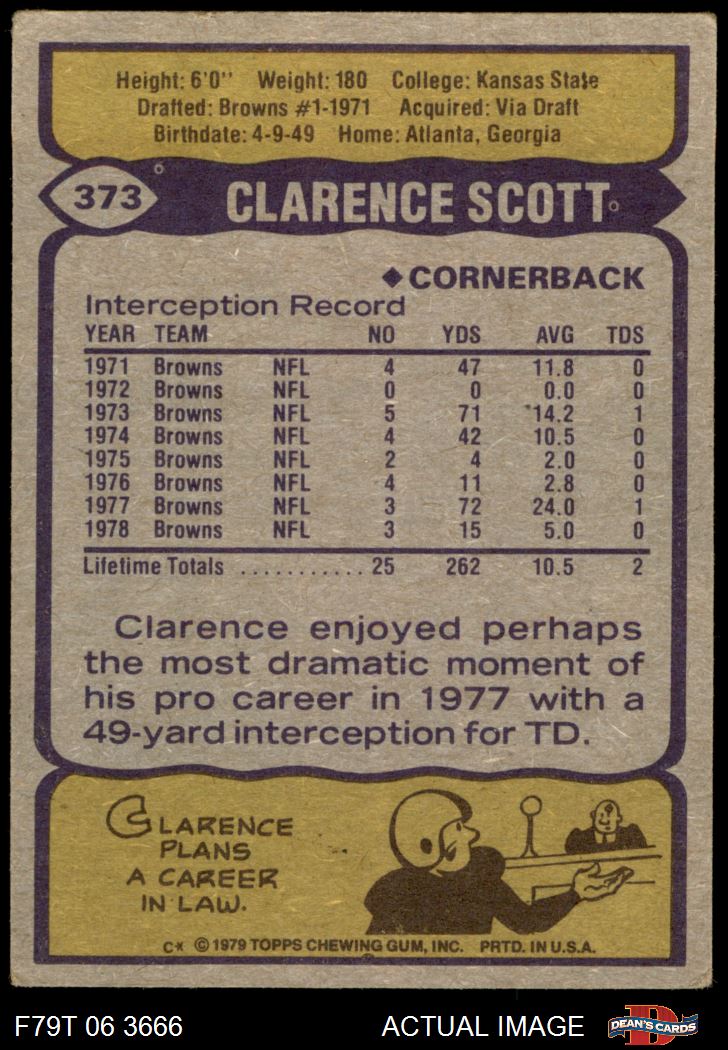 Height: 6'0" Weight: 180 College: Kansas State
Drafted: Browns #1-1971 Acquired: Via Draft
Birthdate: 4-9-49 Home: Atlanta, Georgia
373 CLARENCE SCOTT
◆ CORNERBACK
Interception Record
YEAR TEAM NO YDS AVG TDS
1971 Browns NFL 4 47 11.8 0
1972 Browns NFL 0 0 0.0 0
1973 Browns NFL 5 71 14.2 1
1974 Browns NFL 4 42 10.5 0
1975 Browns NFL 2 4 2.0 0
1976 Browns NFL 4 11 2.8 0
1977 Browns NFL 3 72 24.0 1
1978 Browns NFL 3 15 5.0 0
Lifetime Totals ........... 25 262 10.5 2
Clarence enjoyed perhaps
the most dramatic moment of
his pro career in 1977 with a
49-yard interception for TD.
CLARENCE
PLANS
A CAREER
IN LAW.
C* © 1979 TOPPS CHEWING GUM, INC. PRTD. IN U.S.A.
F79T 06 3666 ACTUAL IMAGE D DEAN'S CARDS